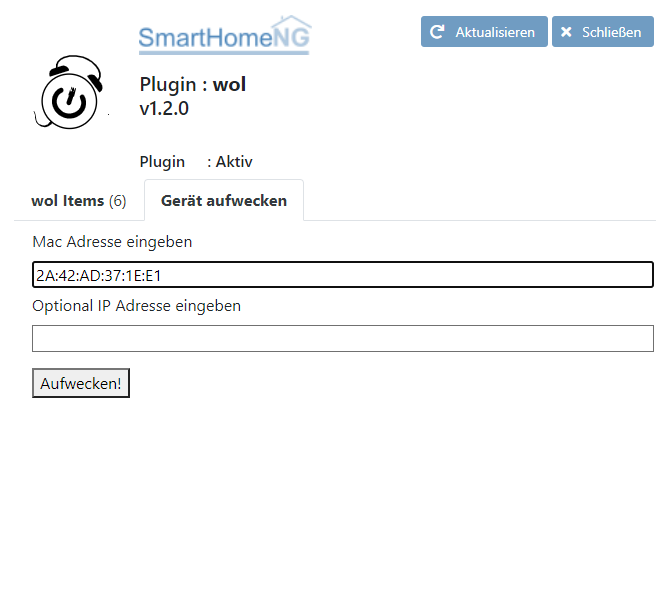 SmartHomeNG
Aktualisieren
Schließen
Plugin : wol
v1.2.0
Plugin : Aktiv
wol Items (6)
Gerät aufwecken
Mac Adresse eingeben
2A:42:AD:37:1E:E1
Optional IP Adresse eingeben
Aufwecken!